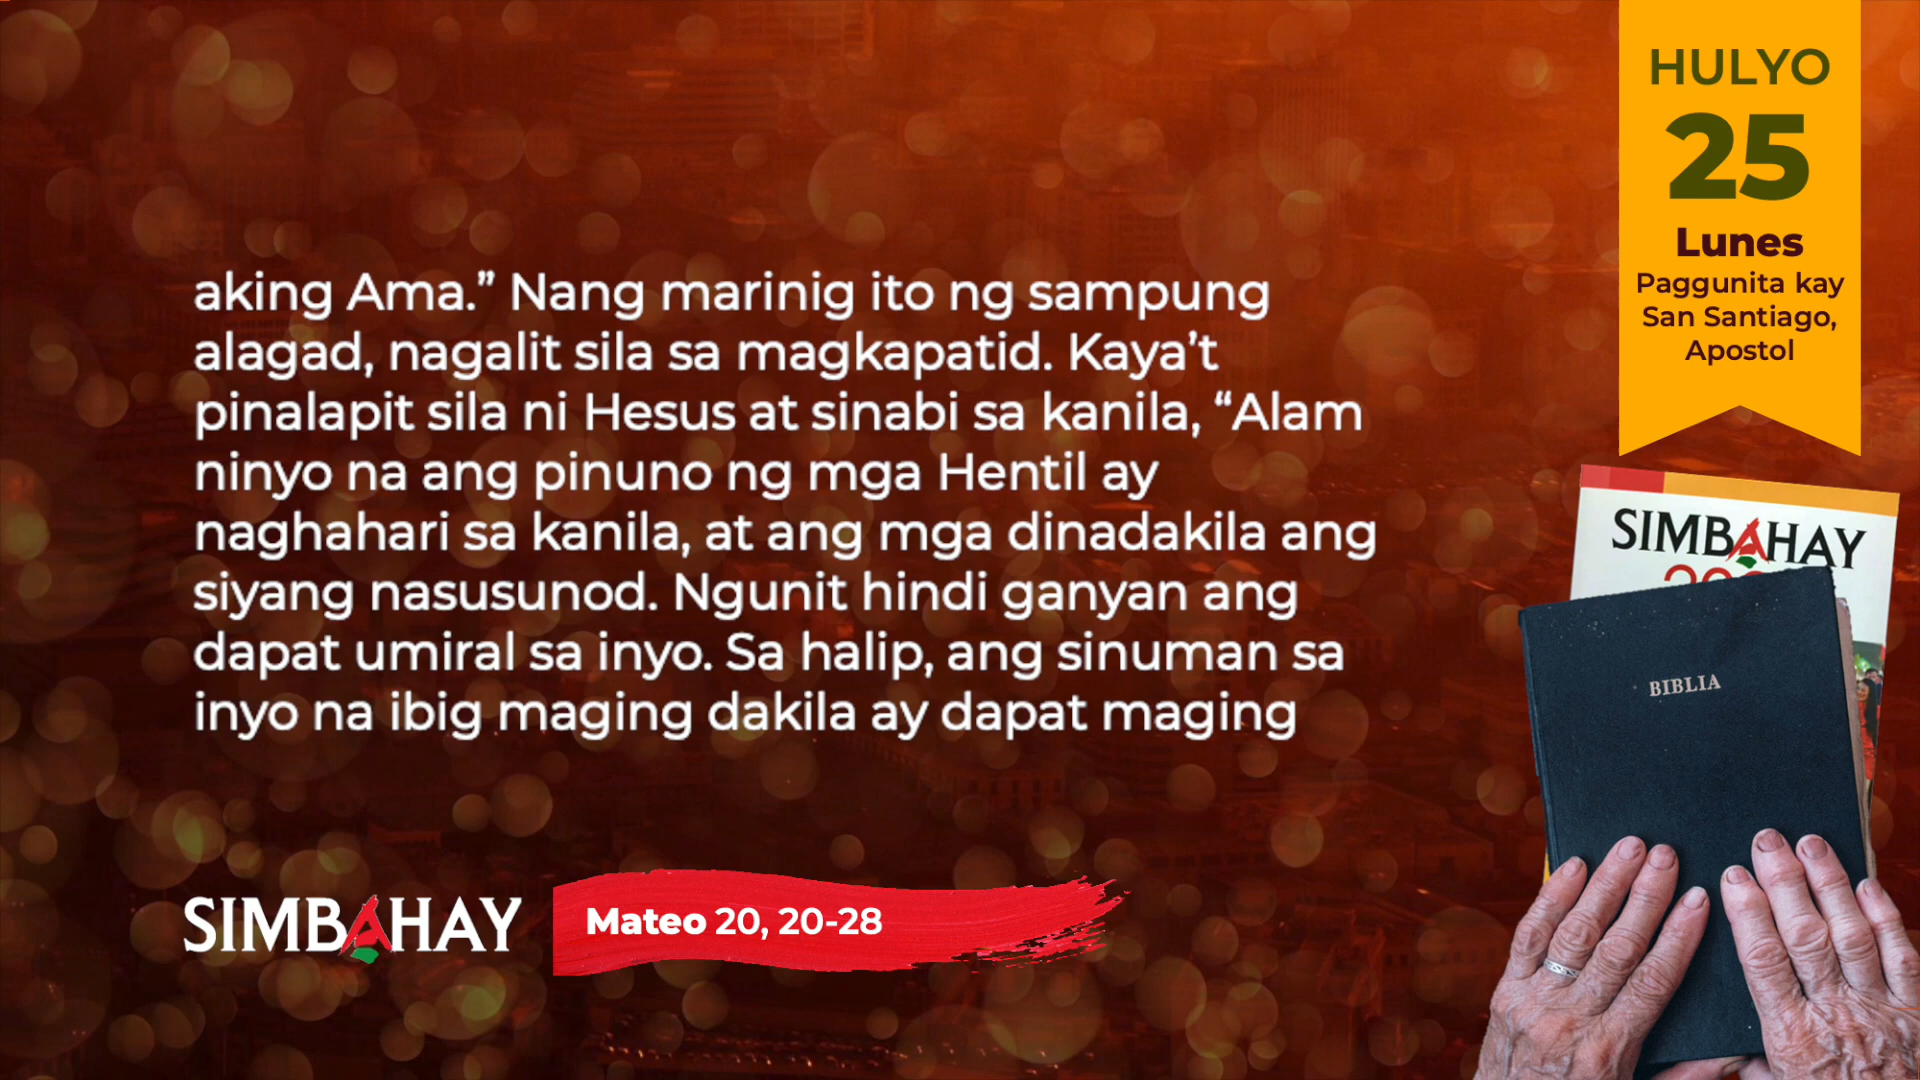 HULYO
25
Lunes
Paggunita kay
San Santiago,
Apostol
aking Ama.” Nang marinig ito ng sampung
alagad, nagalit sila sa magkapatid. Kaya’t
pinalapit sila ni Hesus at sinabi sa kanila, “Alam
ninyo na ang pinuno ng mga Hentil ay
naghahari sa kanila, at ang mga dinadakila ang
siyang nasusunod. Ngunit hindi ganyan ang
dapat umiral sa inyo. Sa halip, ang sinuman sa
inyo na ibig maging dakila ay dapat maging
SIMBAHAY
BIBLIA
SIMBAHAY
Mateo 20, 20-28